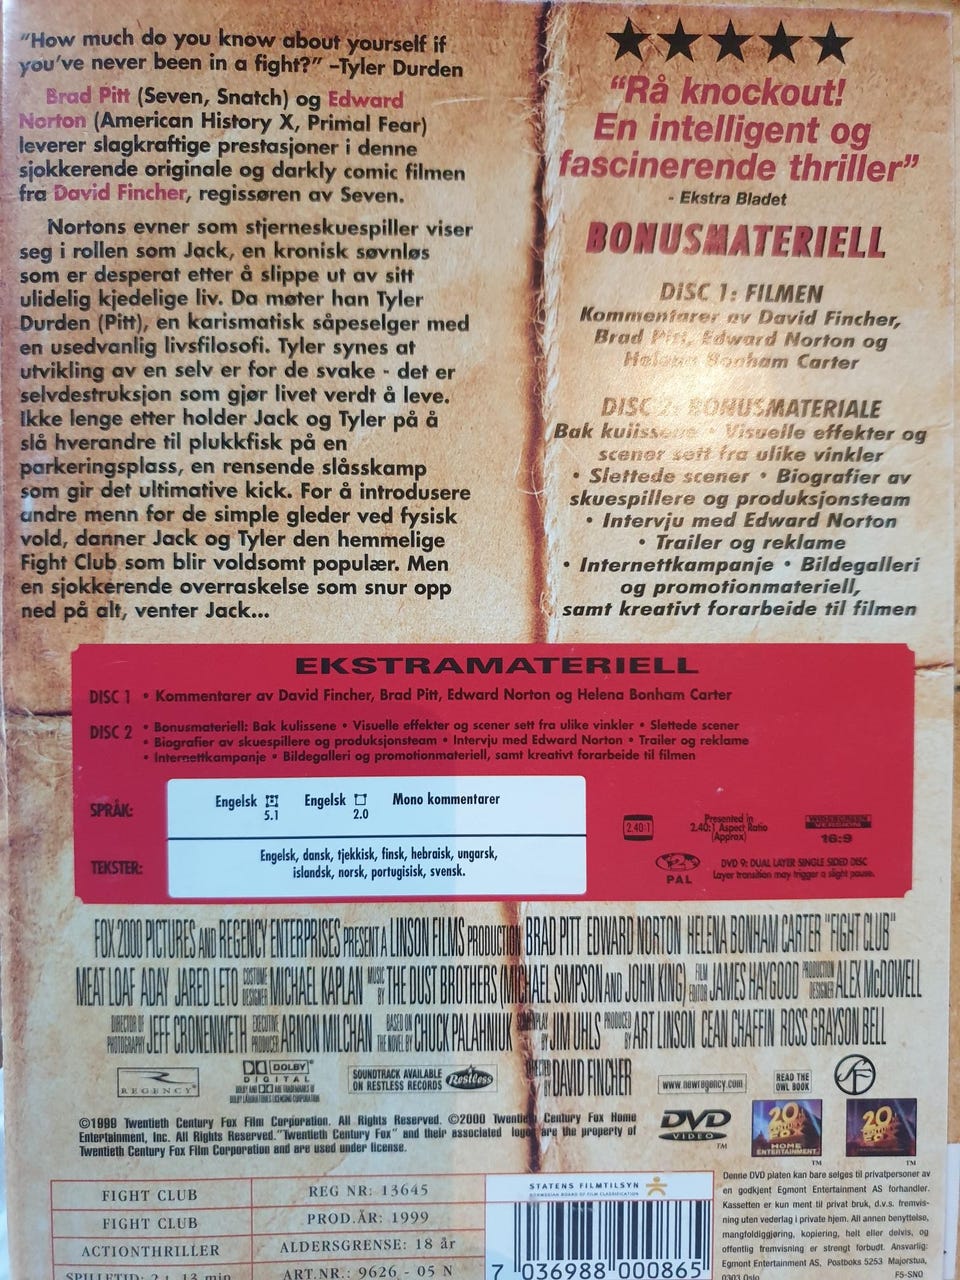 "How much do you know about yourself if
you've never been in a fight?" -Tyler Durden
Brad Pitt (Seven, Snatch) og Edward
Norton (American History X, Primal Fear)
leverer slagkraftige prestasjoner i denne
sjokkerende originale og darkly comic filmen
fra David Fincher, regissøren av Seven.
Nortons evner som stjerneskuespiller viser
seg i rollen som Jack, en kronisk søvnløs
som er desperat etter å slippe ut av sitt
ulidelig kjedelige liv. Da møter han Tyler
Durden (Pitt), en karismatisk såpeselger med
en usedvanlig livsfilosofi. Tyler synes at
utvikling av en selv er for de svake - det er
selvdestruksjon som gjør livet verdt å leve.
Ikke lenge etter holder Jack og Tyler på å
slå hverandre til plukkfisk på en
parkeringsplass, en rensende slåsskamp
som gir det ultimative kick. For å introdusere
andre menn for de simple gleder ved fysisk
vold, danner Jack og Tyler den hemmelige
Fight Club som blir voldsomt populær. Men
en sjokkerende overraskelse som snur opp
ned på alt, venter Jack...
"Rå knockout!
En intelligent og
fascinerende thriller"
- Ekstra Bladet
BONUSMATERIELL
DISC 1: FILMEN
Kommentarer av David Fincher,
Brad Pitt, Edward Norton og
Helena Bonham Carter
DISC 2: BONUSMATERIALE
Bak kulissene • Visuelle effekter og
scener sett fra ulike vinkler
• Slettede scener • Biografier av
skuespillere og produksjonsteam
• Intervju med Edward Norton
• Trailer og reklame
• Internettkampanje • Bildegalleri
og promotionmateriell,
samt kreativt forarbeide til filmen
EKSTRAMATERIELL
DISC 1 • Kommentarer av David Fincher, Brad Pitt, Edward Norton og Helena Bonham Carter
DISC 2 • Bonusmateriell: Bak kulissene • Visuelle effekter og scener sett fra ulike vinkler • Slettede scener
• Biografier av skuespillere og produksjonsteam • Intervju med Edward Norton • Trailer og reklame
• Internettkampanje • Bildegalleri og promotionmateriell, samt kreativt forarbeide til filmen
SPRÅK:
Engelsk 5.1 Engelsk 2.0 Mono kommentarer
TEKSTER:
Engelsk, dansk, tjekkisk, finsk, hebraisk, ungarsk,
islandsk, norsk, portugisisk, svensk.
2.40:1
Presented in
2.40:1 Aspect Ratio
(Approx)
WIDESCREEN
VERSION
16:9
PAL
DVD 9: DUAL LAYER SINGLE SIDED DISC
Layer transition may trigger a slight pause.
FOX 2000 PICTURES AND REGENCY ENTERPRISES PRESENT A LINSON FILMS PRODUCTION BRAD PITT EDWARD NORTON HELENA BONHAM CARTER "FIGHT CLUB"
MEAT LOAF ADAY JARED LETO COSTUME DESIGNER MICHAEL KAPLAN MUSIC BY THE DUST BROTHERS (MICHAEL SIMPSON AND JOHN KING) FILM EDITOR JAMES HAYGOOD PRODUCTION DESIGNER ALEX McDOWELL
DIRECTOR OF PHOTOGRAPHY JEFF CRONENWETH EXECUTIVE PRODUCER ARNON MILCHAN BASED ON THE NOVEL BY CHUCK PALAHNIUK SCREENPLAY BY JIM UHLS PRODUCED BY ART LINSON CEAN CHAFFIN ROSS GRAYSON BELL
DIRECTED BY DAVID FINCHER
REGENCY
DOLBY
DIGITAL
SOUNDTRACK AVAILABLE
ON RESTLESS RECORDS
Restless
www.newregency.com
READ THE
OWL BOOK
©1999 Twentieth Century Fox Film Corporation. All Rights Reserved. ©2000 Twentieth Century Fox Home
Entertainment, Inc. All Rights Reserved."Twentieth Century Fox" and their associated logos are the property of
Twentieth Century Fox Film Corporation and are used under license.
DVD
VIDEO
TM
20th
CENTURY
FOX
HOME
ENTERTAINMENT
TM
20th
CENTURY
FOX
TM
FIGHT CLUB REG NR: 13645
FIGHT CLUB PROD.ÅR: 1999
ACTIONTHRILLER ALDERSGRENSE: 18 år
SPILLETID: 2 t. 13 min ART.NR.: 9626 - 05 N
STATENS FILMTILSYN
NORWEGIAN BOARD OF FILM CLASSIFICATION
7 036988 000865
Denne DVD platen kan bare selges til privatpersoner av
en godkjent Egmont Entertainment AS forhandler.
Kassetten er kun ment til privat bruk, d.v.s. fremvis-
ning uten vederlag i private hjem. All annen benyttelse,
mangfoldiggjøring, kopiering, helt eller delvis, og
offentlig fremvisning er strengt forbudt. Ansvarlig:
Egmont Entertainment AS, Postboks 5253 Majorstua,
0303 Oslo
F5-SNO